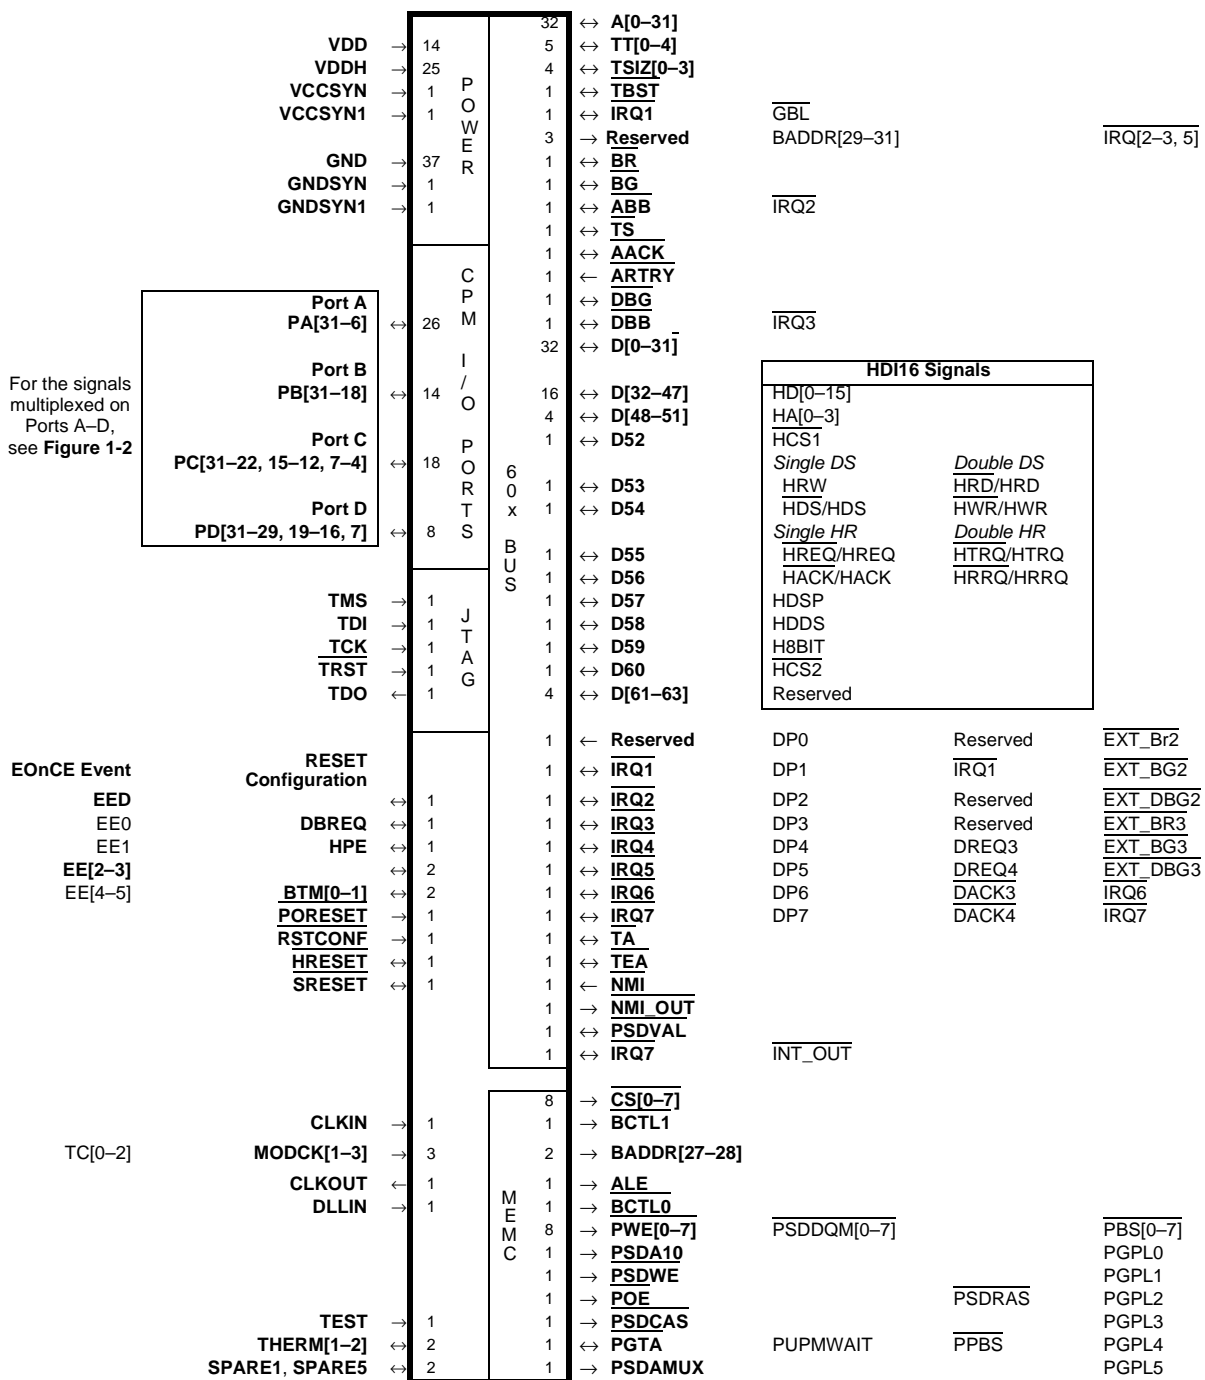 32 ↔ A[0–31]
VDD → 14 5 ↔ TT[0–4]
VDDH → 25 4 ↔ TSIZ[0–3]
VCCSYN → 1 1 ↔ TBST
VCCSYN1 → 1 1 ↔ IRQ1 GBL
3 → Reserved BADDR[29–31] IRQ[2–3, 5]
GND → 37 1 ↔ BR
GNDSYN → 1 1 ↔ BG
GNDSYN1 → 1 1 ↔ ABB IRQ2
1 ↔ TS
1 ↔ AACK
1 ← ARTRY
POWER
Port A 1 ↔ DBG
PA[31–6] ↔ 26 1 ↔ DBB IRQ3
32 ↔ D[0–31]
Port B HDI16 Signals
For the signals
multiplexed on
Ports A–D,
see Figure 1-2
PB[31–18] ↔ 14 16 ↔ D[32–47] HD[0–15]
4 ↔ D[48–51] HA[0–3]
Port C 1 ↔ D52 HCS1
PC[31–22, 15–12, 7–4] ↔ 18 Single DS Double DS
1 ↔ D53 HRW HRD/HRD
Port D 1 ↔ D54 HDS/HDS HWR/HWR
PD[31–29, 19–16, 7] ↔ 8 Single HR Double HR
CPM I/O PORTS
60x BUS
1 ↔ D55 HREQ/HREQ HTRQ/HTRQ
1 ↔ D56 HACK/HACK HRRQ/HRRQ
TMS → 1 1 ↔ D57 HDSP
TDI → 1 1 ↔ D58 HDDS
TCK → 1 1 ↔ D59 H8BIT
TRST → 1 1 ↔ D60 HCS2
TDO ← 1 4 ↔ D[61–63] Reserved
JTAG
1 ← Reserved DP0 Reserved EXT_Br2
EOnCE Event RESET
Configuration 1 ↔ IRQ1 DP1 IRQ1 EXT_BG2
EED ↔ 1 1 ↔ IRQ2 DP2 Reserved EXT_DBG2
EE0 DBREQ ↔ 1 1 ↔ IRQ3 DP3 Reserved EXT_BR3
EE1 HPE ↔ 1 1 ↔ IRQ4 DP4 DREQ3 EXT_BG3
EE[2–3] ↔ 2 1 ↔ IRQ5 DP5 DREQ4 EXT_DBG3
EE[4–5] BTM[0–1] ↔ 2 1 ↔ IRQ6 DP6 DACK3 IRQ6
PORESET → 1 1 ↔ IRQ7 DP7 DACK4 IRQ7
RSTCONF → 1 1 ↔ TA
HRESET ↔ 1 1 ↔ TEA
SRESET ↔ 1 1 ← NMI
1 → NMI_OUT
1 ↔ PSDVAL
1 ↔ IRQ7 INT_OUT
8 → CS[0–7]
CLKIN → 1 1 → BCTL1
TC[0–2] MODCK[1–3] → 3 2 → BADDR[27–28]
CLKOUT ← 1 1 → ALE
DLLIN → 1 1 → BCTL0
MEMC
8 → PWE[0–7] PSDDQM[0–7] PBS[0–7]
1 → PSDA10 PGPL0
1 → PSDWE PGPL1
1 → POE PSDRAS PGPL2
TEST → 1 1 → PSDCAS PGPL3
THERM[1–2] ↔ 2 1 ↔ PGTA PUPMWAIT PPBS PGPL4
SPARE1, SPARE5 ↔ 2 1 → PSDAMUX PGPL5